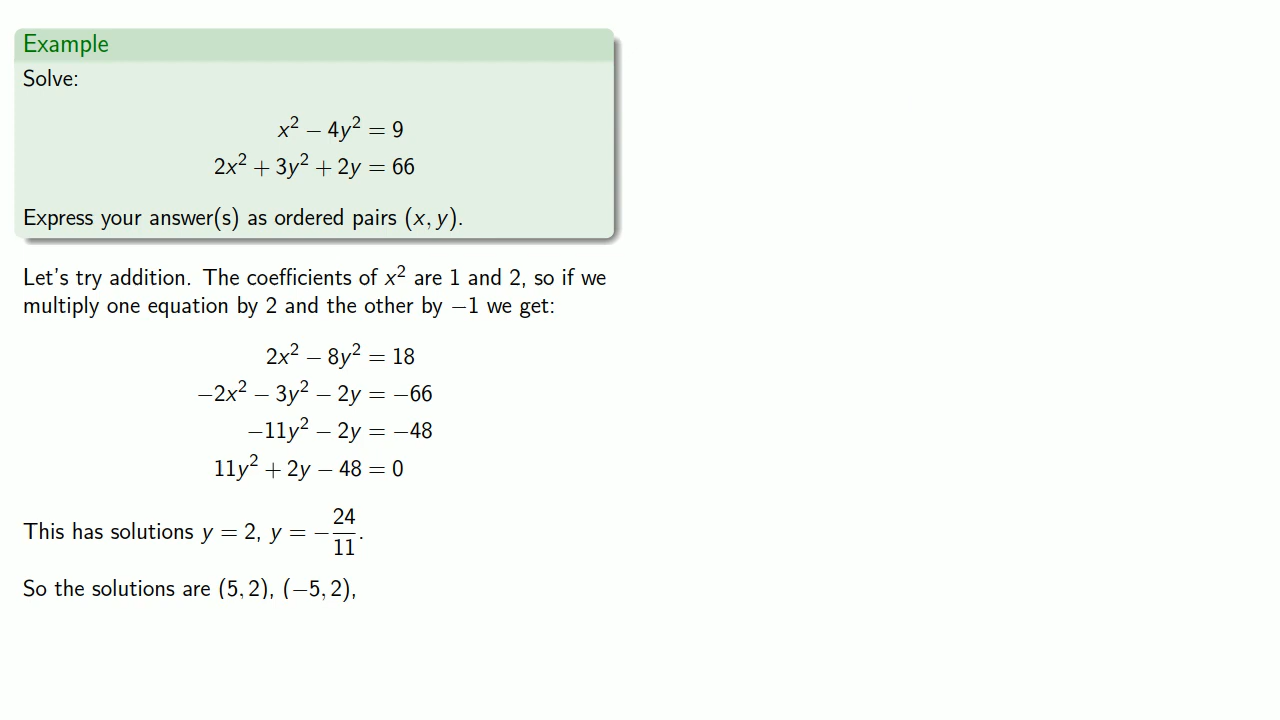 Example
Solve:
x² − 4y² = 9
2x² + 3y² + 2y = 66
Express your answer(s) as ordered pairs (x, y).
Let's try addition. The coefficients of x² are 1 and 2, so if we
multiply one equation by 2 and the other by −1 we get:
2x² − 8y² = 18
−2x² − 3y² − 2y = −66
−11y² − 2y = −48
11y² + 2y − 48 = 0
This has solutions y = 2, y = −24/11.
So the solutions are (5, 2), (−5, 2),